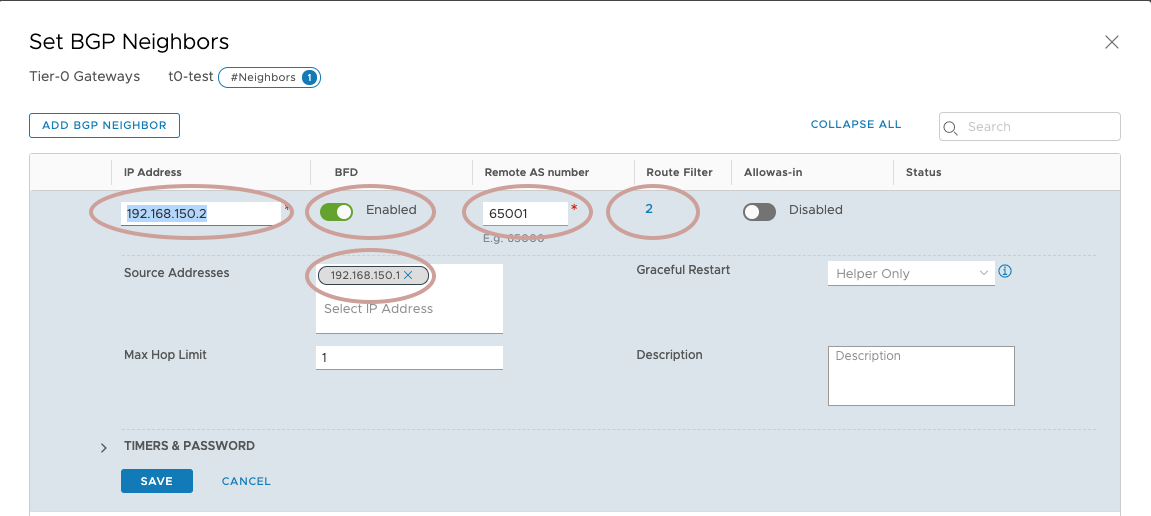 Set BGP Neighbors
Tier-0 Gateways t0-test #Neighbors 1
ADD BGP NEIGHBOR COLLAPSE ALL Search
IP Address BFD Remote AS number Route Filter Allowas-in Status
192.168.150.2 * Enabled 65001 * 2 Disabled
E.g. 65000
Source Addresses 192.168.150.1 Graceful Restart Helper Only
Select IP Address
Max Hop Limit 1 Description Description
TIMERS & PASSWORD
SAVE CANCEL